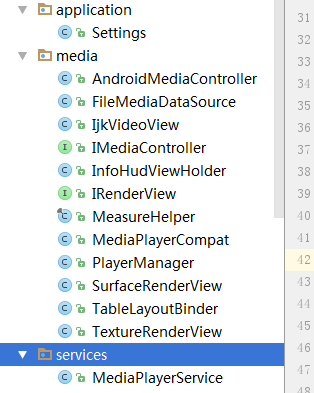 application
Settings
media
AndroidMediaController
FileMediaDataSource
IjkVideoView
IMediaController
InfoHudViewHolder
IRenderView
MeasureHelper
MediaPlayerCompat
PlayerManager
SurfaceRenderView
TableLayoutBinder
TextureRenderView
services
MediaPlayerService
31
32
33
34
35
36
37
38
39
40
41
42
43
44
45
46
47
48